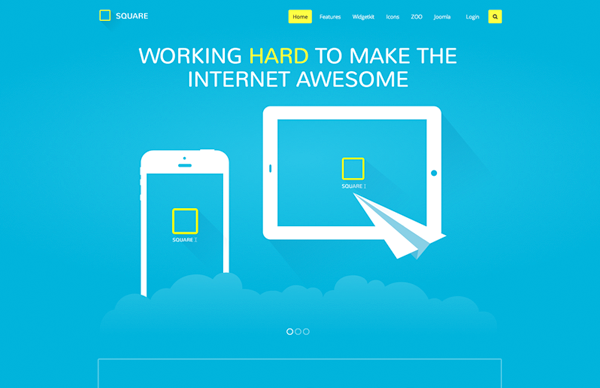 SQUARE
Home Features Widgetkit Icons ZOO Joomla Login
WORKING HARD TO MAKE THE
INTERNET AWESOME
SQUARE
SQUARE